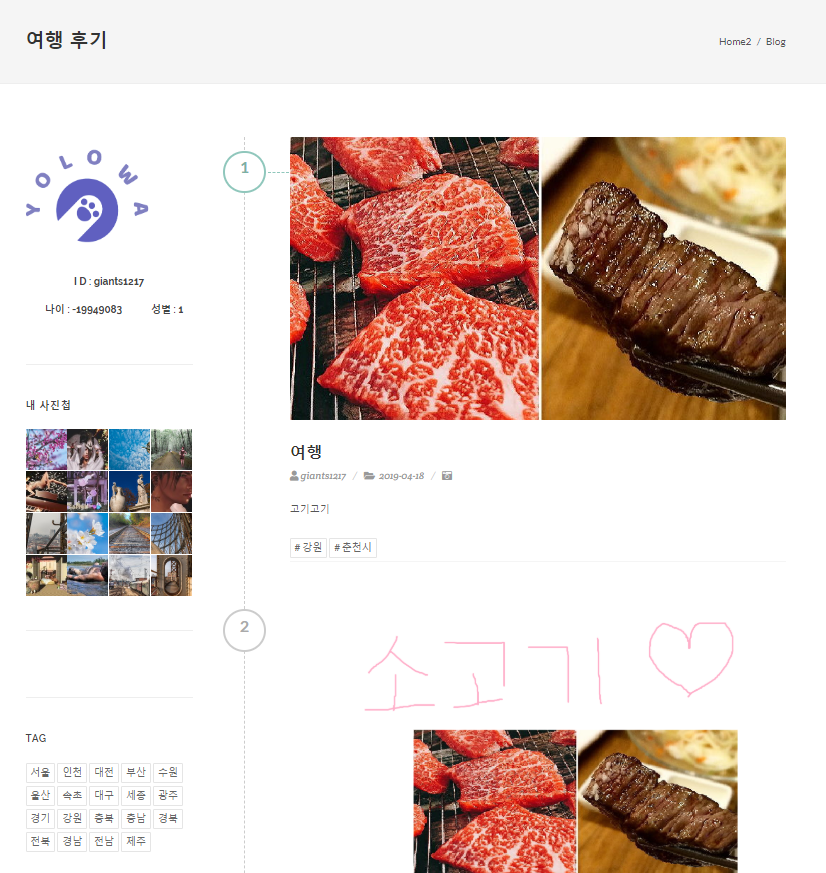 여행 후기
Home2 / Blog
YOLOWA
I D : giants1217
나이 : -19949083 성별 : 1
내 사진첩
TAG
서울 인천 대전 부산 수원
울산 속초 대구 세종 광주
경기 강원 충북 충남 경북
전북 경남 전남 제주
1
여행
giants1217 / 2019-04-18 /
고기고기
# 강원 # 춘천시
2
소고기